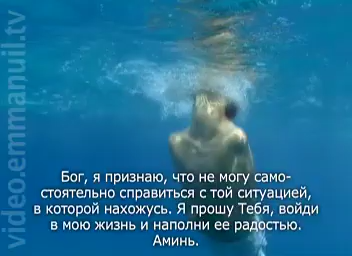 video.emmanuil.tv
Бог, я признаю, что не могу само-
стоятельно справиться с той ситуацией,
в которой нахожусь. Я прошу Тебя, войди
в мою жизнь и наполни ее радостью.
Аминь.